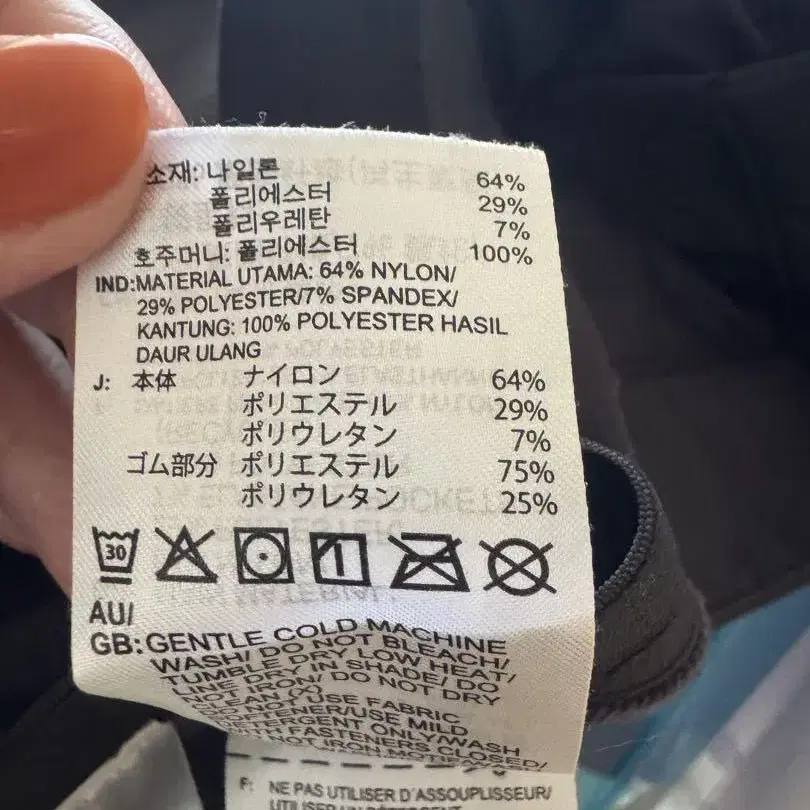 소재: 나일론 64%
폴리에스터 29%
폴리우레탄 7%
호주머니: 폴리에스터 100%
IND:MATERIAL UTAMA: 64% NYLON/
29% POLYESTER/7% SPANDEX/
KANTUNG: 100% POLYESTER HASIL
DAUR ULANG
J: 本体 ナイロン 64%
ポリエステル 29%
ポリウレタン 7%
ゴム部分 ポリエステル 75%
ポリウレタン 25%
30
AU/
GB: GENTLE COLD MACHINE
WASH/ DO NOT BLEACH/
TUMBLE DRY LOW HEAT/
LINE DRY IN SHADE/ DO
NOT IRON/ DO NOT DRY
CLEAN (X)
NOT USE FABRIC
SOFTENER/USE MILD
DETERGENT ONLY/WASH
WITH FASTENERS CLOSED/
NOT IRON
F: NE PAS UTILISER D'ASSOUPLISSEUR/
UTILISER UN